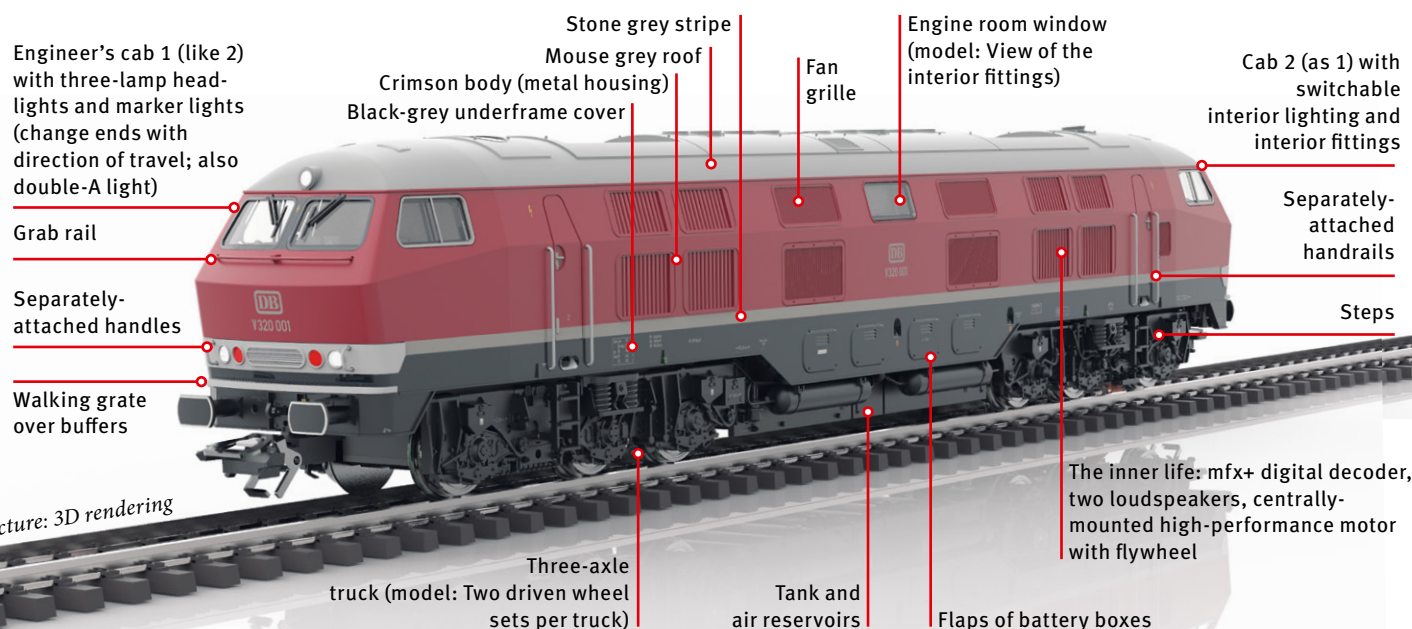 Engineer's cab 1 (like 2)
with three-lamp head-
lights and marker lights
(change ends with
direction of travel; also
double-A light)
Grab rail
Separately-
attached handles
Walking grate
over buffers
Stone grey stripe
Mouse grey roof
Crimson body (metal housing)
Black-grey underframe cover
Fan
grille
Engine room window
(model: View of the
interior fittings)
Cab 2 (as 1) with
switchable
interior lighting and
interior fittings
Separately-
attached
handrails
Steps
DB
V 320 001
DB
V 320 001
The inner life: mfx+ digital decoder,
two loudspeakers, centrally-
mounted high-performance motor
with flywheel
cture: 3D rendering
Three-axle
truck (model: Two driven wheel
sets per truck)
Tank and
air reservoirs
Flaps of battery boxes